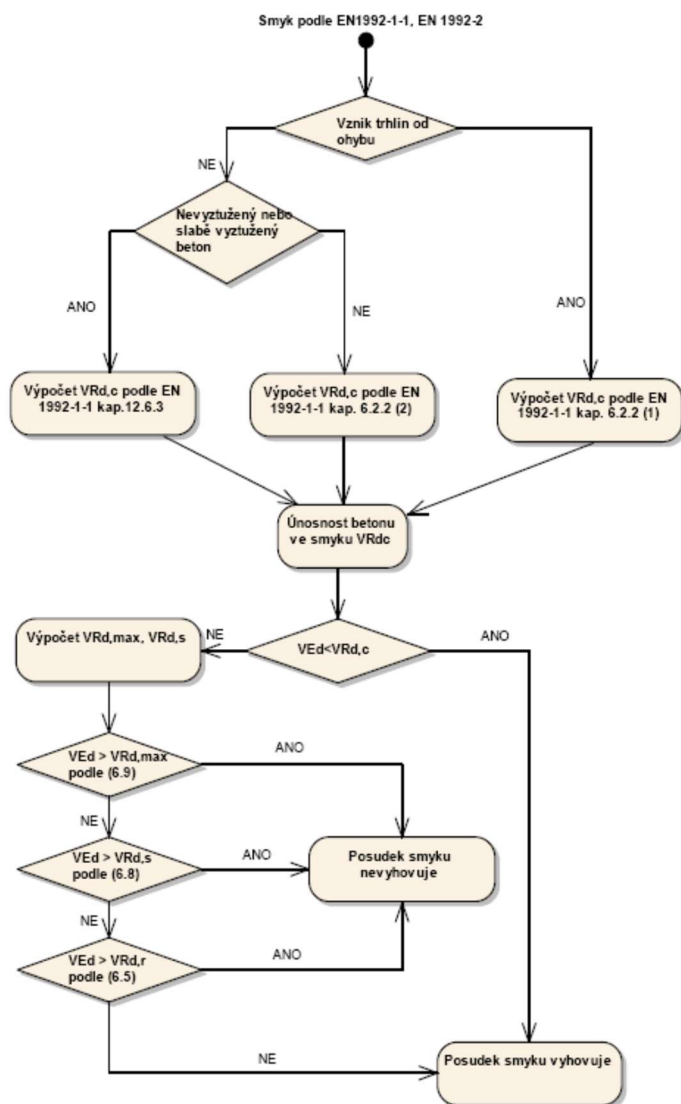 Smyk podle EN1992-1-1, EN 1992-2
Vznik trhlin od
ohybu
NE
Nevyztužený nebo
slabě vyztužený
beton
ANO
NE
ANO
Výpočet VRd,c podle EN
1992-1-1 kap.12.6.3
Výpočet VRd,c podle EN
1992-1-1 kap. 6.2.2 (2)
Výpočet VRd,c podle EN
1992-1-1 kap. 6.2.2 (1)
Únosnost betonu
ve smyku VRdc
Výpočet VRd,max, VRd,s
NE
VEd<VRd,c
ANO
VEd > VRd,max
podle (6.9)
ANO
NE
VEd > VRd,s
podle (6.8)
ANO
Posudek smyku
nevyhovuje
NE
VEd > VRd,r
podle (6.5)
ANO
NE
Posudek smyku vyhovuje